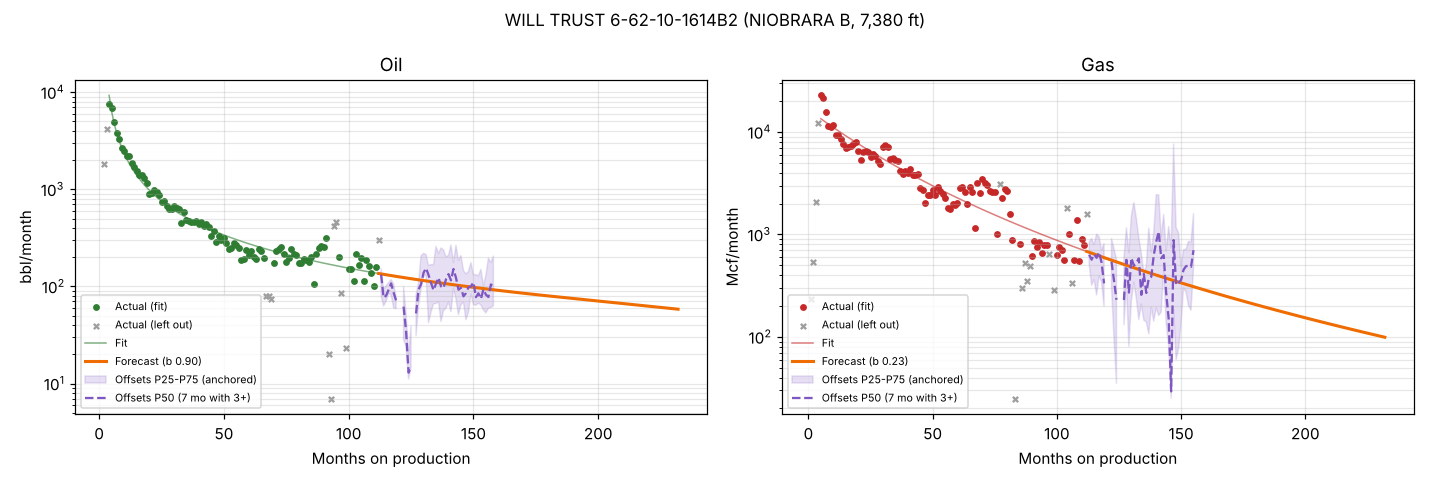 WILL TRUST 6-62-10-1614B2 (NIOBRARA B, 7,380 ft)
Oil
bbl/month
10⁴
10³
10²
10¹
Actual (fit)
Actual (left out)
Fit
Forecast (b 0.90)
Offsets P25-P75 (anchored)
Offsets P50 (7 mo with 3+)
0 50 100 150 200
Months on production
Gas
Mcf/month
10⁴
10³
10²
Actual (fit)
Actual (left out)
Fit
Forecast (b 0.23)
Offsets P25-P75 (anchored)
Offsets P50 (7 mo with 3+)
0 50 100 150 200
Months on production